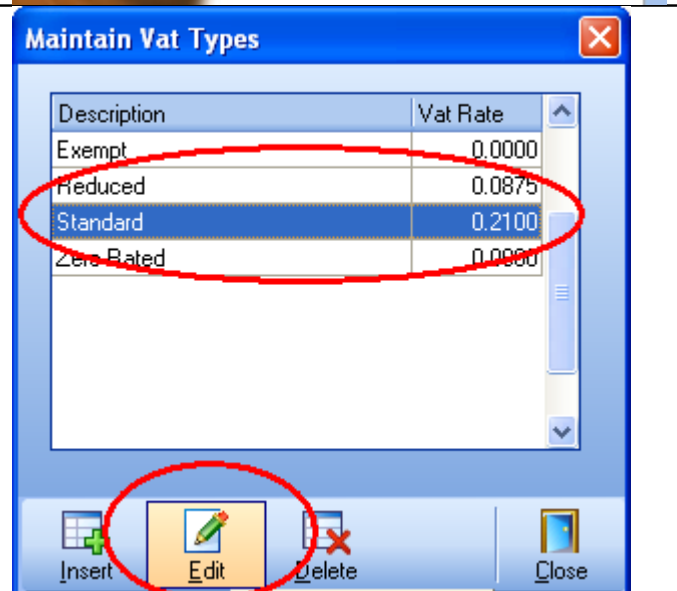 Maintain Vat Types
Description Vat Rate
Exempt 0.0000
Reduced 0.0875
Standard 0.2100
Zero Rated 0.0000
Insert Edit Delete Close